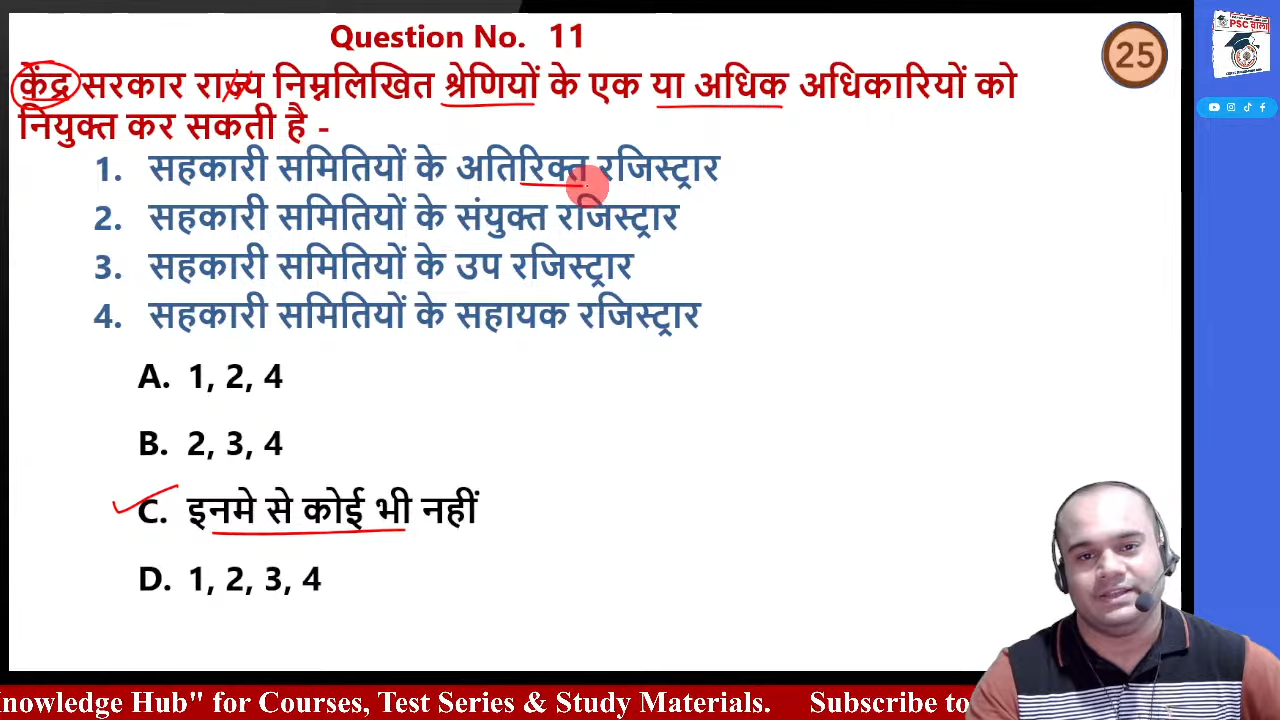 Question No. 11
25
PSC वाला
केंद्र सरकार राज्य निम्नलिखित श्रेणियों के एक या अधिक अधिकारियों को
नियुक्त कर सकती है -
1. सहकारी समितियों के अतिरिक्त रजिस्ट्रार
2. सहकारी समितियों के संयुक्त रजिस्ट्रार
3. सहकारी समितियों के उप रजिस्ट्रार
4. सहकारी समितियों के सहायक रजिस्ट्रार
A. 1, 2, 4
B. 2, 3, 4
C. इनमे से कोई भी नहीं
D. 1, 2, 3, 4
nowledge Hub" for Courses, Test Series & Study Materials. Subscribe to